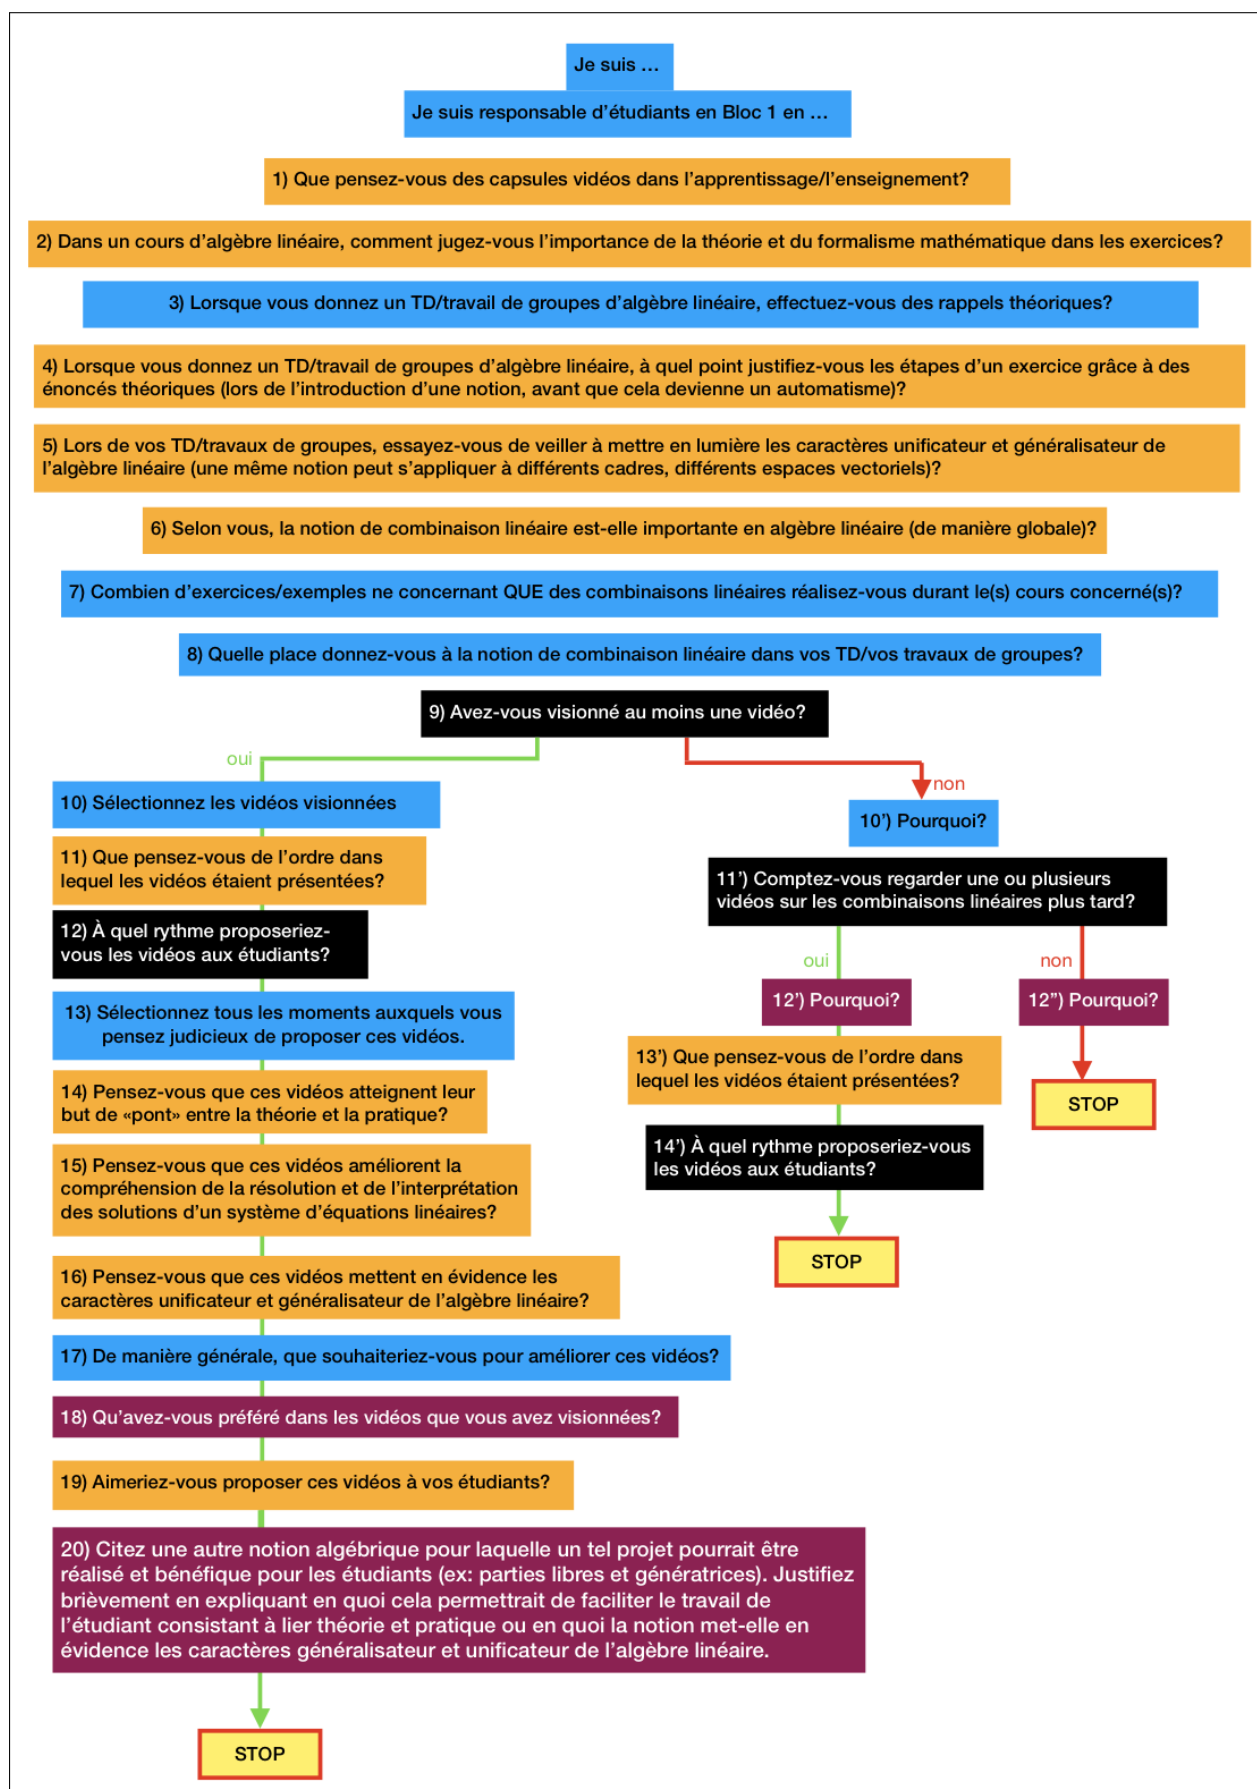 Je suis …
Je suis responsable d’étudiants en Bloc 1 en …
1) Que pensez-vous des capsules vidéos dans l’apprentissage/l’enseignement?
2) Dans un cours d’algèbre linéaire, comment jugez-vous l’importance de la théorie et du formalisme mathématique dans les exercices?
3) Lorsque vous donnez un TD/travail de groupes d’algèbre linéaire, effectuez-vous des rappels théoriques?
4) Lorsque vous donnez un TD/travail de groupes d’algèbre linéaire, à quel point justifiez-vous les étapes d’un exercice grâce à des
énoncés théoriques (lors de l’introduction d’une notion, avant que cela devienne un automatisme)?
5) Lors de vos TD/travaux de groupes, essayez-vous de veiller à mettre en lumière les caractères unificateur et généralisateur de
l’algèbre linéaire (une même notion peut s’appliquer à différents cadres, différents espaces vectoriels)?
6) Selon vous, la notion de combinaison linéaire est-elle importante en algèbre linéaire (de manière globale)?
7) Combien d’exercices/exemples ne concernant QUE des combinaisons linéaires réalisez-vous durant le(s) cours concerné(s)?
8) Quelle place donnez-vous à la notion de combinaison linéaire dans vos TD/vos travaux de groupes?
9) Avez-vous visionné au moins une vidéo?
oui
10) Sélectionnez les vidéos visionnées
11) Que pensez-vous de l’ordre dans
lequel les vidéos étaient présentées?
12) À quel rythme proposeriez-
vous les vidéos aux étudiants?
13) Sélectionnez tous les moments auxquels vous
pensez judicieux de proposer ces vidéos.
14) Pensez-vous que ces vidéos atteignent leur
but de «pont» entre la théorie et la pratique?
15) Pensez-vous que ces vidéos améliorent la
compréhension de la résolution et de l’interprétation
des solutions d’un système d’équations linéaires?
16) Pensez-vous que ces vidéos mettent en évidence les
caractères unificateur et généralisateur de l’algèbre linéaire?
17) De manière générale, que souhaiteriez-vous pour améliorer ces vidéos?
18) Qu’avez-vous préféré dans les vidéos que vous avez visionnées?
19) Aimeriez-vous proposer ces vidéos à vos étudiants?
20) Citez une autre notion algébrique pour laquelle un tel projet pourrait être
réalisé et bénéfique pour les étudiants (ex: parties libres et génératrices). Justifiez
brièvement en expliquant en quoi cela permettrait de faciliter le travail de
l’étudiant consistant à lier théorie et pratique ou en quoi la notion met-elle en
évidence les caractères généralisateur et unificateur de l’algèbre linéaire.
STOP
non
10’) Pourquoi?
11’) Comptez-vous regarder une ou plusieurs
vidéos sur les combinaisons linéaires plus tard?
oui
12’) Pourquoi?
13’) Que pensez-vous de l’ordre dans
lequel les vidéos étaient présentées?
14’) À quel rythme proposeriez-vous
les vidéos aux étudiants?
STOP
non
12”) Pourquoi?
STOP